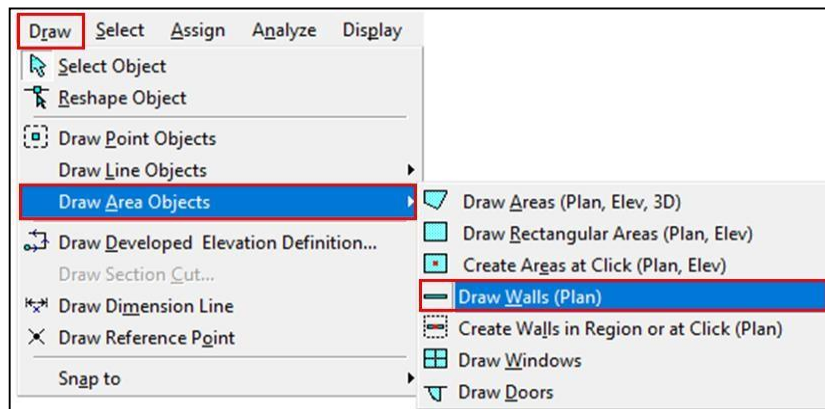 Draw Select Assign Analyze Display
Select Object
Reshape Object
Draw Point Objects
Draw Line Objects
Draw Area Objects
Draw Developed Elevation Definition...
Draw Section Cut...
Draw Dimension Line
Draw Reference Point
Snap to
Draw Areas (Plan, Elev, 3D)
Draw Rectangular Areas (Plan, Elev)
Create Areas at Click (Plan, Elev)
Draw Walls (Plan)
Create Walls in Region or at Click (Plan)
Draw Windows
Draw Doors